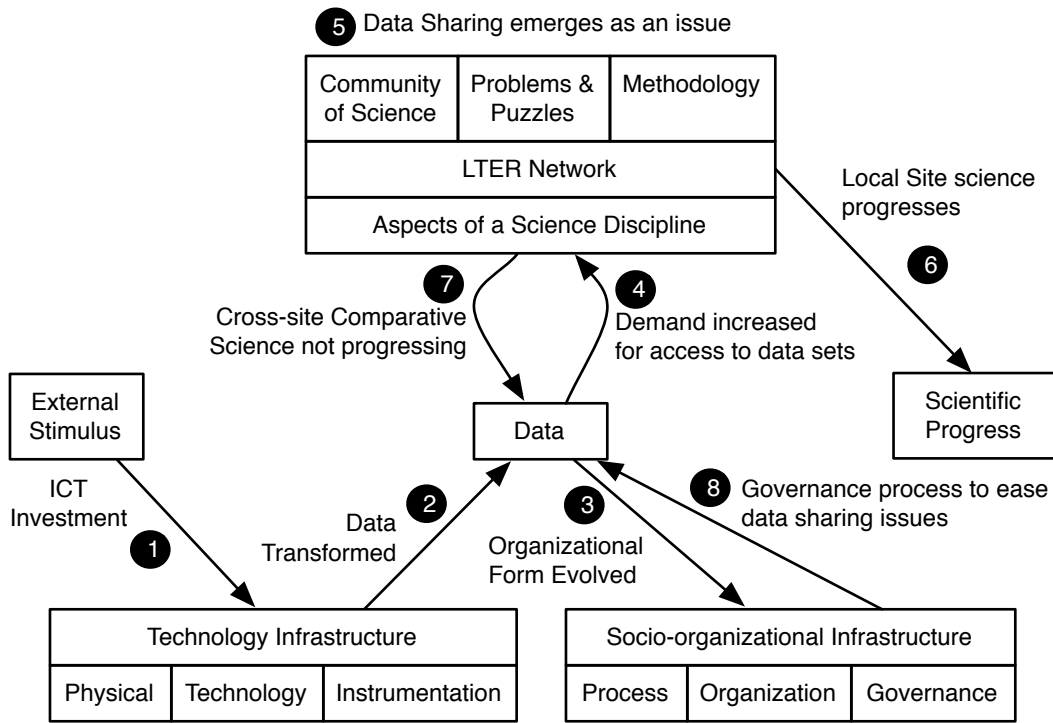 5 Data Sharing emerges as an issue
Community
of Science
Problems &
Puzzles
Methodology
LTER Network
Aspects of a Science Discipline
Local Site science
progresses
6
7
Cross-site Comparative
Science not progressing
4
Demand increased
for access to data sets
External
Stimulus
Data
Scientific
Progress
ICT
Investment
1
2
Data
Transformed
3
Organizational
Form Evolved
8 Governance process to ease
data sharing issues
Technology Infrastructure
Physical
Technology
Instrumentation
Socio-organizational Infrastructure
Process
Organization
Governance